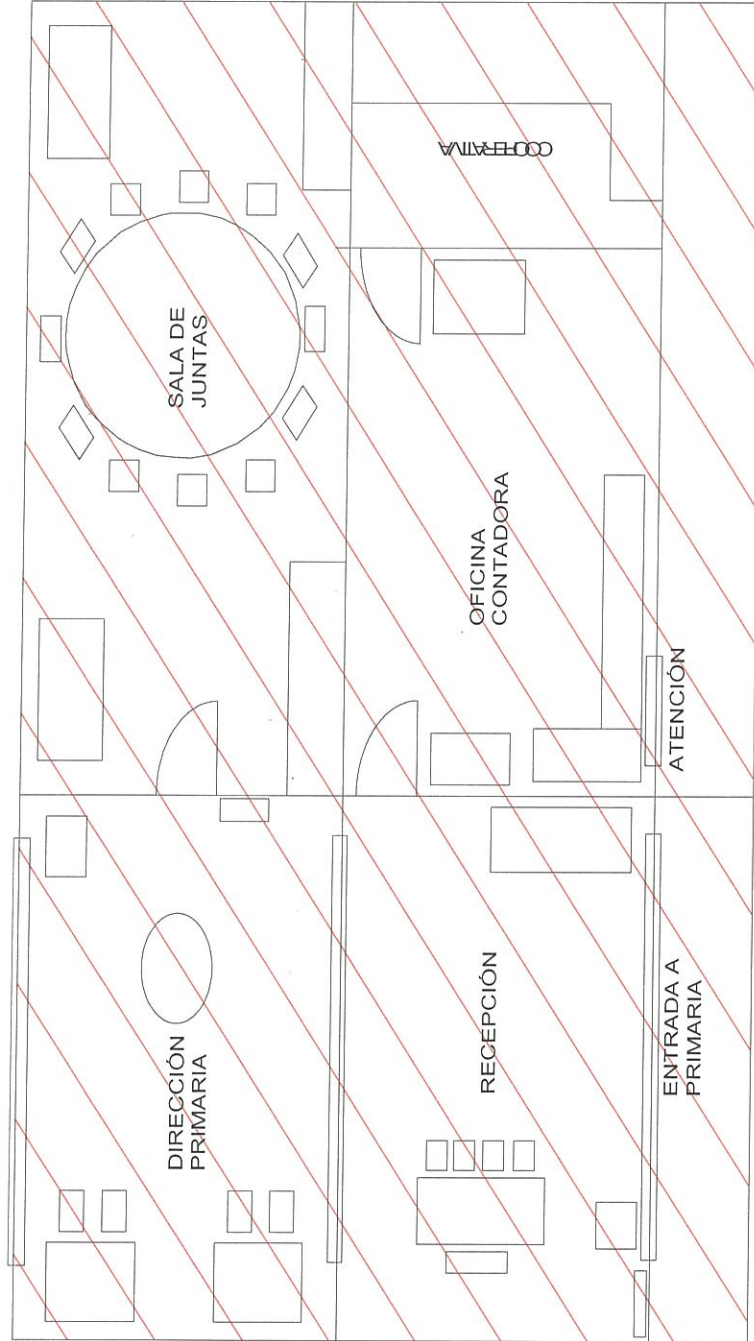 DIRECCIÓN
PRIMARIA
SALA DE
JUNTAS
RECEPCIÓN
OFICINA
CONTADORA
COOPERATIVA
ENTRADA A
PRIMARIA
ATENCIÓN